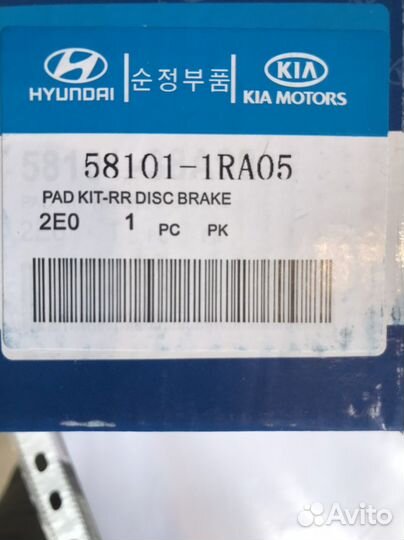 HYUNDAI
순정부품
KIA
KIA MOTORS
58101-1RA05
PAD KIT-RR DISC BRAKE
2E0 1 PC PK
Avito